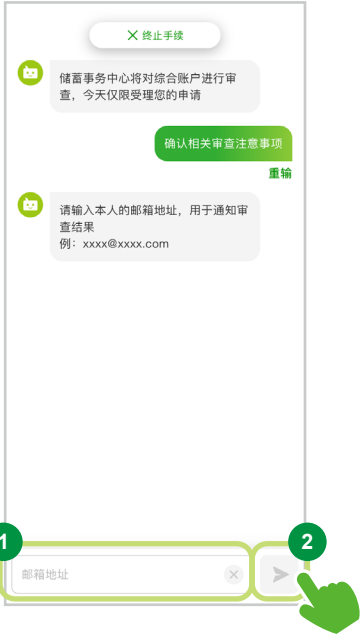 终止手续
储蓄事务中心将对综合账户进行审
查，今天仅限受理您的申请
确认相关审查注意事项
重输
请输入本人的邮箱地址，用于通知审
查结果
例：xxxx@xxxx.com
1
2
邮箱地址